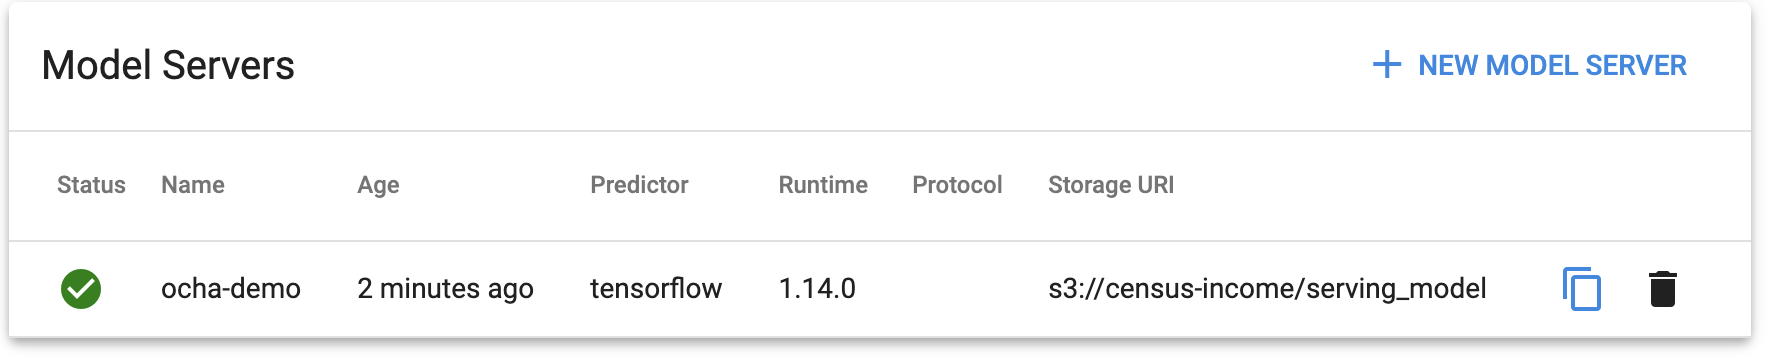 Model Servers
+ NEW MODEL SERVER
Status Name Age Predictor Runtime Protocol Storage URI
ocha-demo 2 minutes ago tensorflow 1.14.0 s3://census-income/serving_model